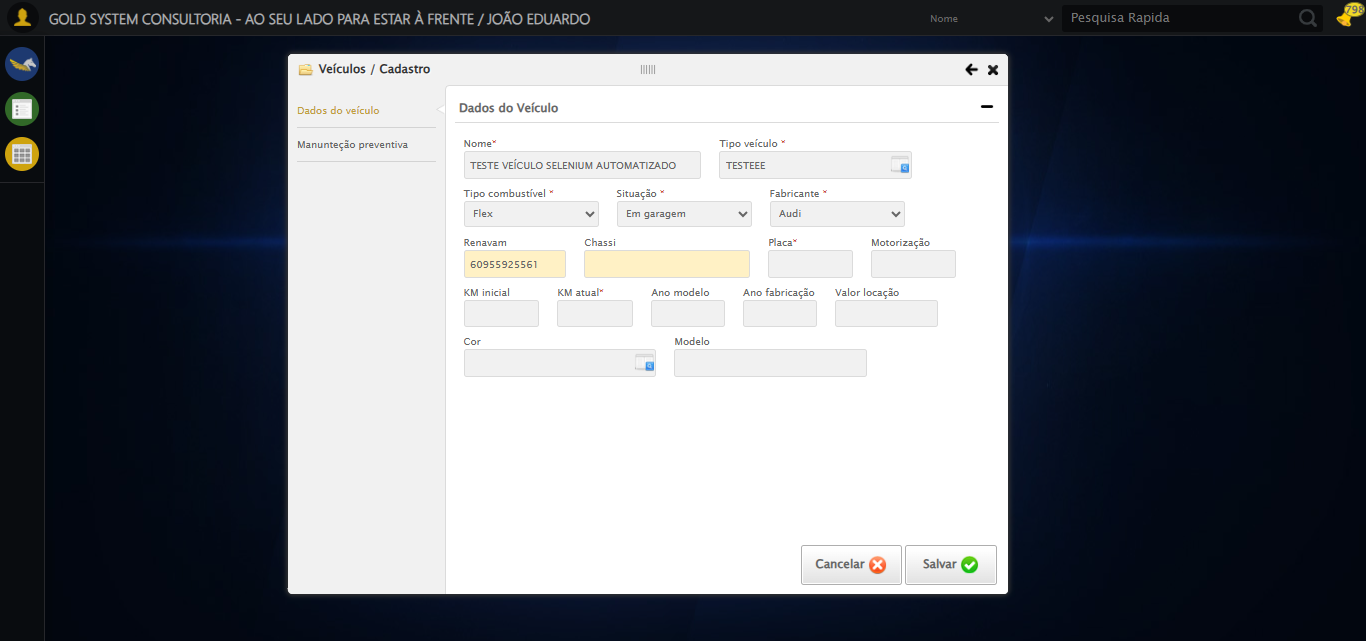 GOLD SYSTEM CONSULTORIA - AO SEU LADO PARA ESTAR À FRENTE / JOÃO EDUARDO
Nome
Pesquisa Rapida
798
Veículos / Cadastro
Dados do veículo
Manunteção preventiva
Dados do Veículo
Nome* Tipo veículo *
TESTE VEÍCULO SELENIUM AUTOMATIZADO TESTEEE
Tipo combustível * Situação * Fabricante *
Flex Em garagem Audi
Renavam Chassi Placa* Motorização
60955925561
KM inicial KM atual* Ano modelo Ano fabricação Valor locação
Cor Modelo
Cancelar Salvar